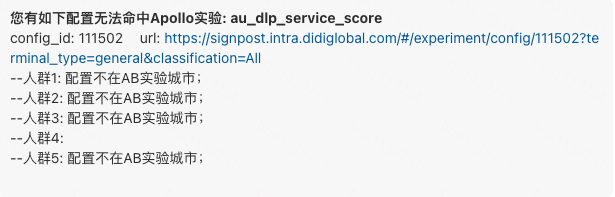 您有如下配置无法命中Apollo实验: au_dlp_service_score
config_id: 111502 url: https://signpost.intra.didiglobal.com/#/experiment/config/111502?te
rminal_type=general&classification=All
--人群1: 配置不在AB实验城市；
--人群2: 配置不在AB实验城市；
--人群3: 配置不在AB实验城市；
--人群4:
--人群5: 配置不在AB实验城市；